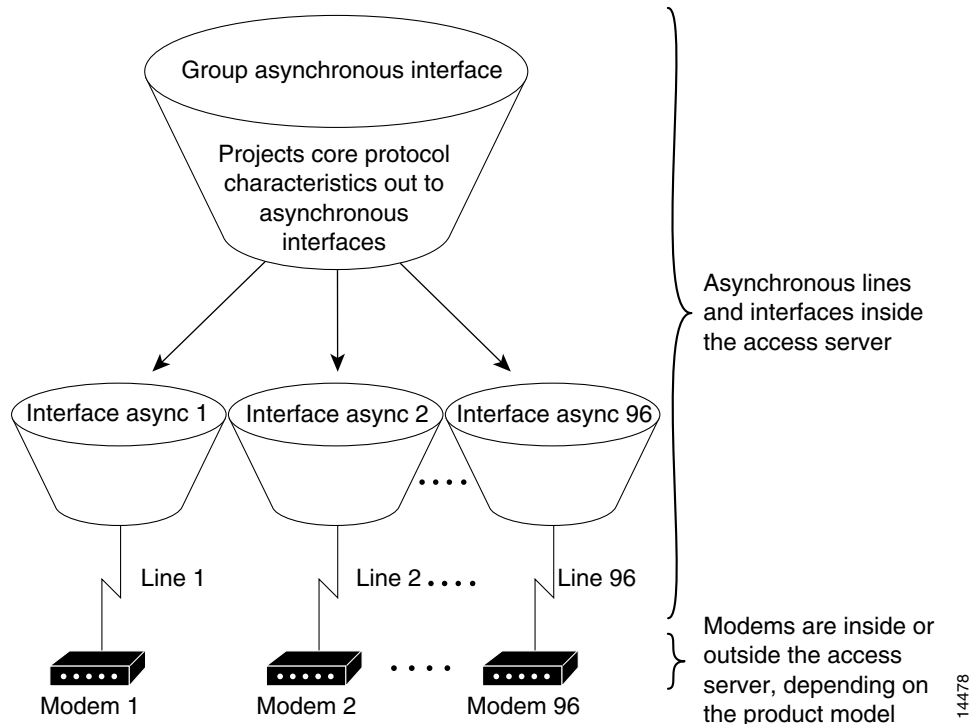 Group asynchronous interface
Projects core protocol
characteristics out to
asynchronous
interfaces
Asynchronous lines
and interfaces inside
the access server
Interface async 1
Interface async 2
Interface async 96
Line 1
Line 2
Line 96
Modem 1
Modem 2
Modem 96
Modems are inside or
outside the access
server, depending on
the product model
14478